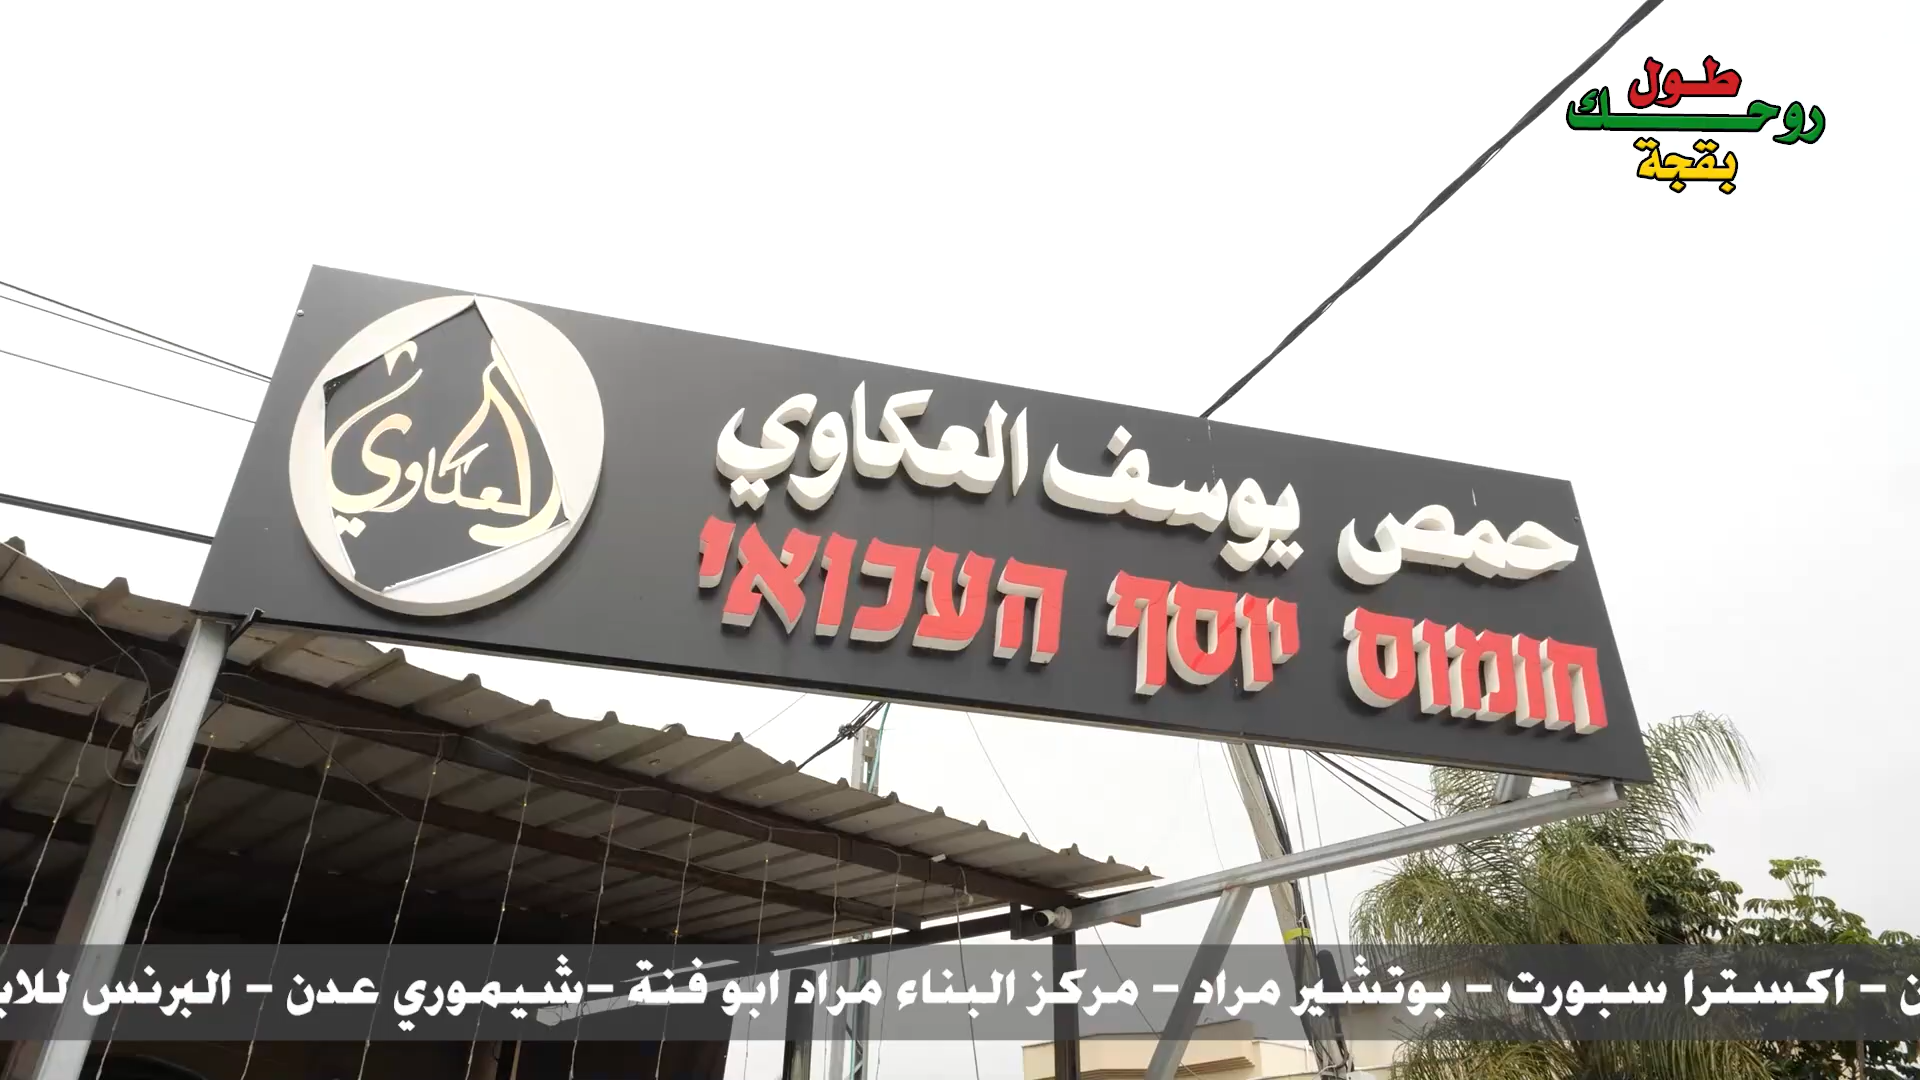 طول
روحك
بقجة
العكاوي
حمص يوسف العكاوي
חומוס יוסף העכואי
ن - اكسترا سبورت - بوتشير مراد - مركز البناء مراد ابو فنة -شيموري عدن - البرنس للاب